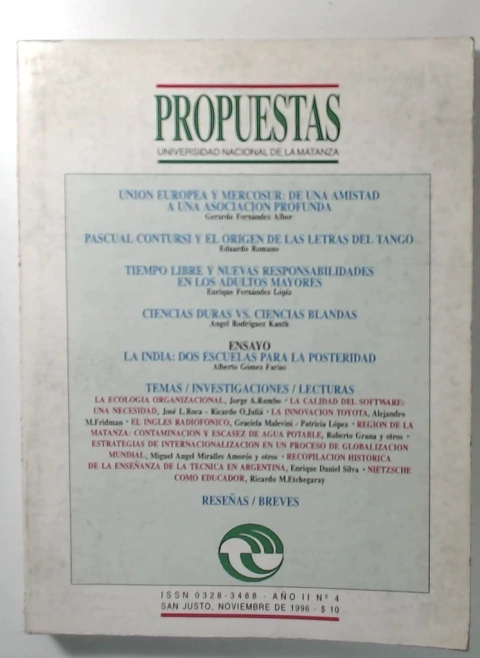 PROPUESTAS
UNIVERSIDAD NACIONAL DE LA MATANZA
UNION EUROPEA Y MERCOSUR: DE UNA AMISTAD
A UNA ASOCIACION PROFUNDA
Gerardo Fernández Albor
PASCUAL CONTURSI Y EL ORIGEN DE LAS LETRAS DEL TANGO
Eduardo Romano
TIEMPO LIBRE Y NUEVAS RESPONSABILIDADES
EN LOS ADULTOS MAYORES
Enrique Fernández Lópiz
CIENCIAS DURAS VS. CIENCIAS BLANDAS
Angel Rodríguez Kauth
ENSAYO
LA INDIA: DOS ESCUELAS PARA LA POSTERIDAD
Alberto Gómez Farías
TEMAS / INVESTIGACIONES / LECTURAS
LA ECOLOGIA ORGANIZACIONAL, Jorge A.Rumbo · LA CALIDAD DEL SOFTWARE:
UNA NECESIDAD, José L.Roca - Ricardo O.Juliá · LA INNOVACION TOYOTA, Alejandro
M.Fridman · EL INGLES RADIOFONICO, Graciela Malevini - Patricia López · REGION DE LA
MATANZA: CONTAMINACION Y ESCASEZ DE AGUA POTABLE, Roberto Grana y otros ·
ESTRATEGIAS DE INTERNACIONALIZACION EN UN PROCESO DE GLOBALIZACION
MUNDIAL, Miguel Angel Miralles Amorós y otros · RECOPILACION HISTORICA
DE LA ENSEÑANZA DE LA TECNICA EN ARGENTINA, Enrique Daniel Silva · NIETZSCHE
COMO EDUCADOR, Ricardo M.Etchegaray
RESEÑAS / BREVES
ISSN 0328-3488 - AÑO II Nº 4
SAN JUSTO, NOVIEMBRE DE 1996 - $ 10